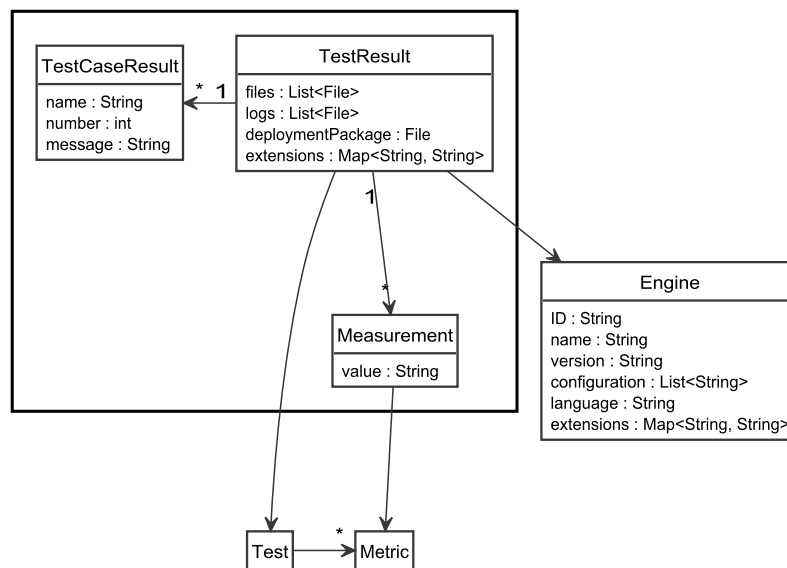 TestCaseResult
name : String
number : int
message : String
* 1
TestResult
files : List<File>
logs : List<File>
deploymentPackage : File
extensions : Map<String, String>
1
*
Measurement
value : String
Engine
ID : String
name : String
version : String
configuration : List<String>
language : String
extensions : Map<String, String>
Test
*
Metric